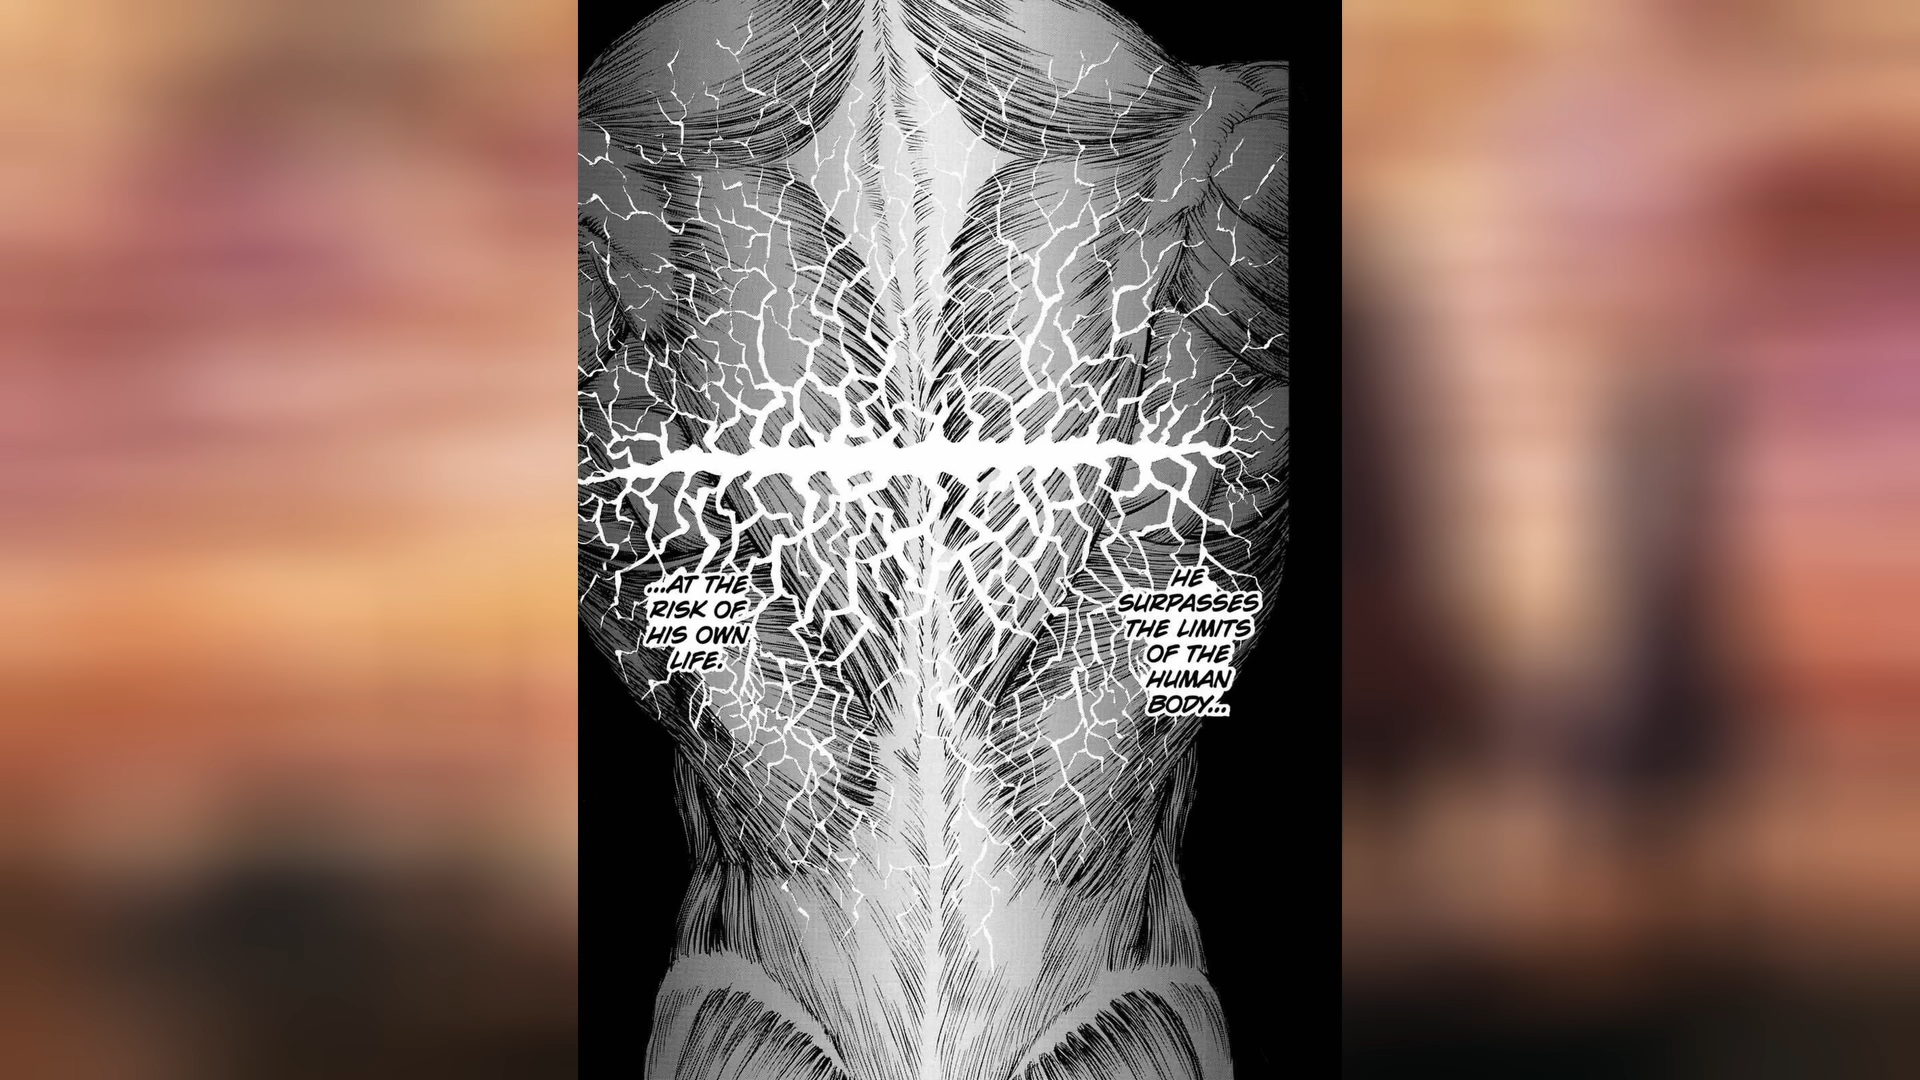 HE
SURPASSES
THE LIMITS
OF THE
HUMAN
BODY...
...AT THE
RISK OF
HIS OWN
LIFE.